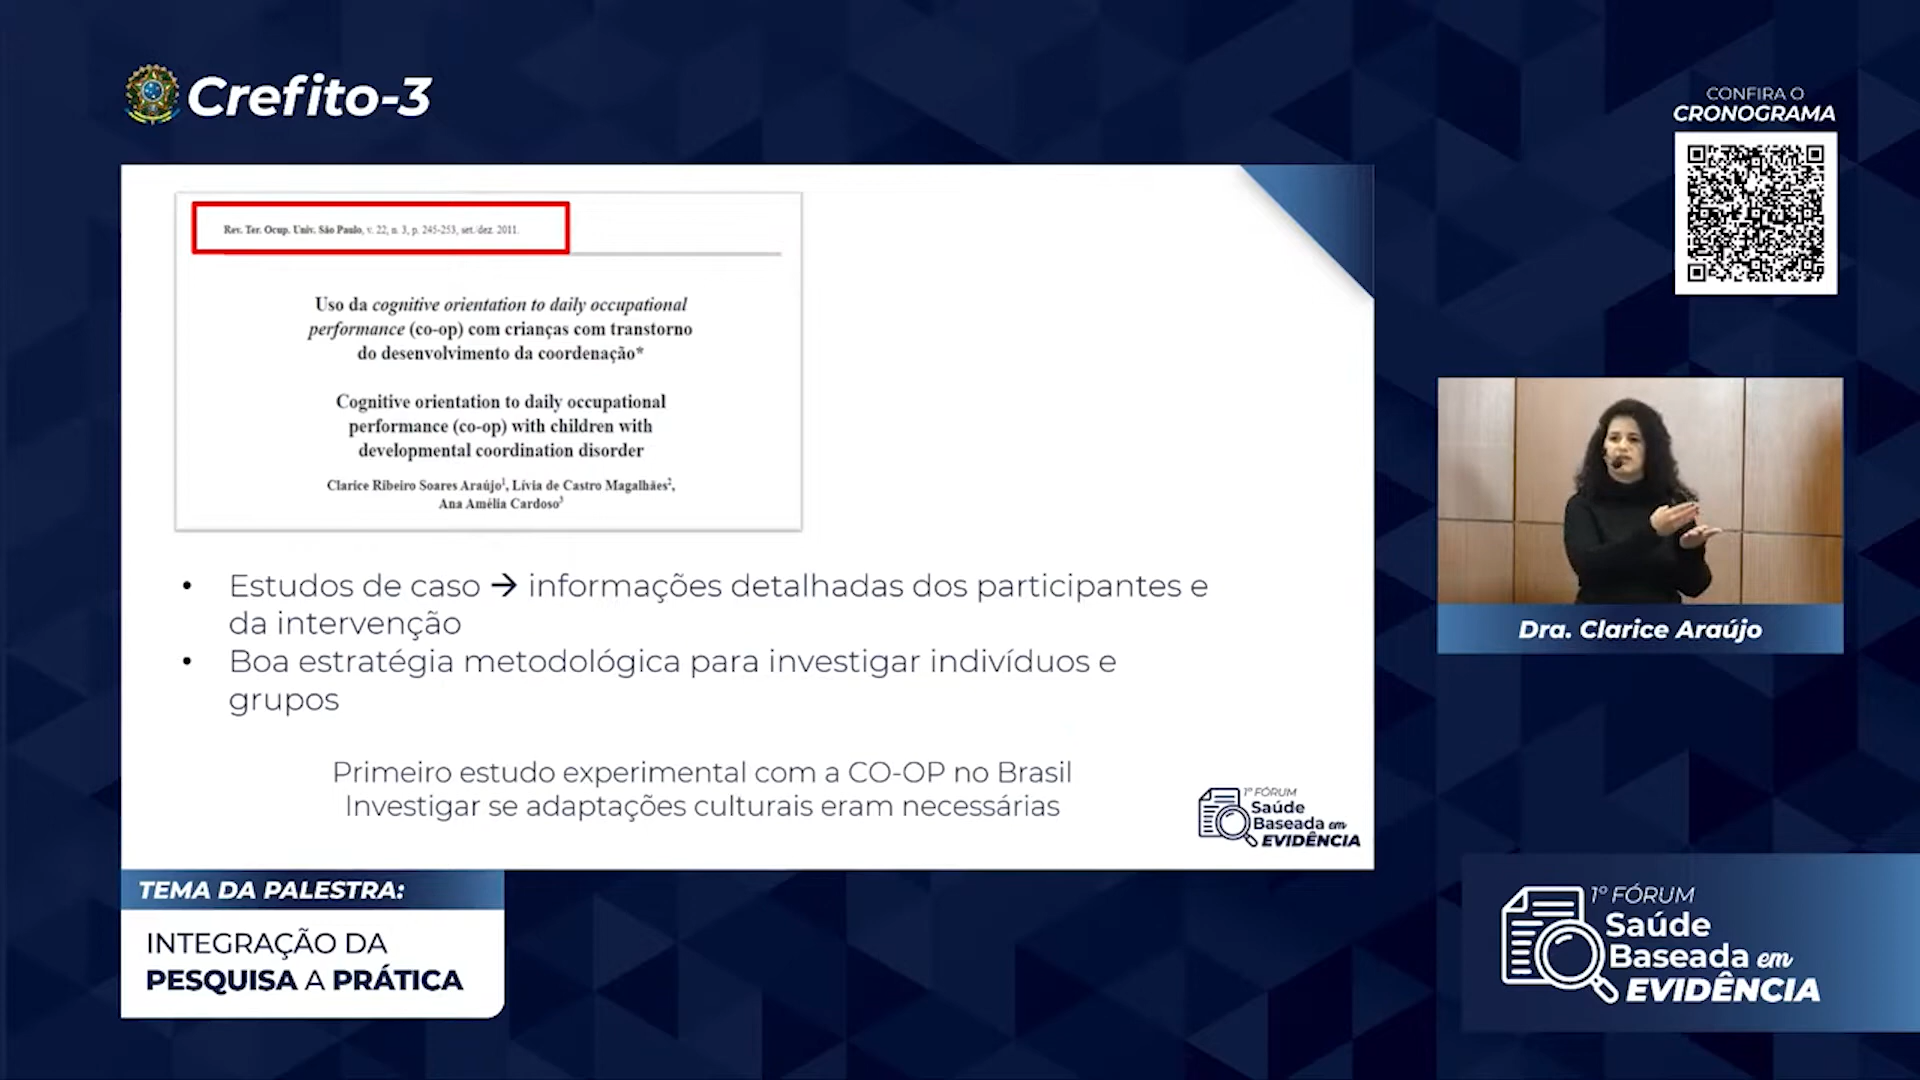 Crefito-3
CONFIRA O
CRONOGRAMA
Rev. Ter. Ocup. Univ. São Paulo, v. 22, n. 3, p. 245-253, set./dez. 2011.
Uso da cognitive orientation to daily occupational
performance (co-op) com crianças com transtorno
do desenvolvimento da coordenação*
Cognitive orientation to daily occupational
performance (co-op) with children with
developmental coordination disorder
Clarice Ribeiro Soares Araújo¹, Lívia de Castro Magalhães²,
Ana Amélia Cardoso³
• Estudos de caso → informações detalhadas dos participantes e
da intervenção
• Boa estratégia metodológica para investigar indivíduos e
grupos
Primeiro estudo experimental com a CO-OP no Brasil
Investigar se adaptações culturais eram necessárias
1º FÓRUM
Saúde
Baseada em
EVIDÊNCIA
Dra. Clarice Araújo
TEMA DA PALESTRA:
INTEGRAÇÃO DA
PESQUISA A PRÁTICA
1º FÓRUM
Saúde
Baseada em
EVIDÊNCIA